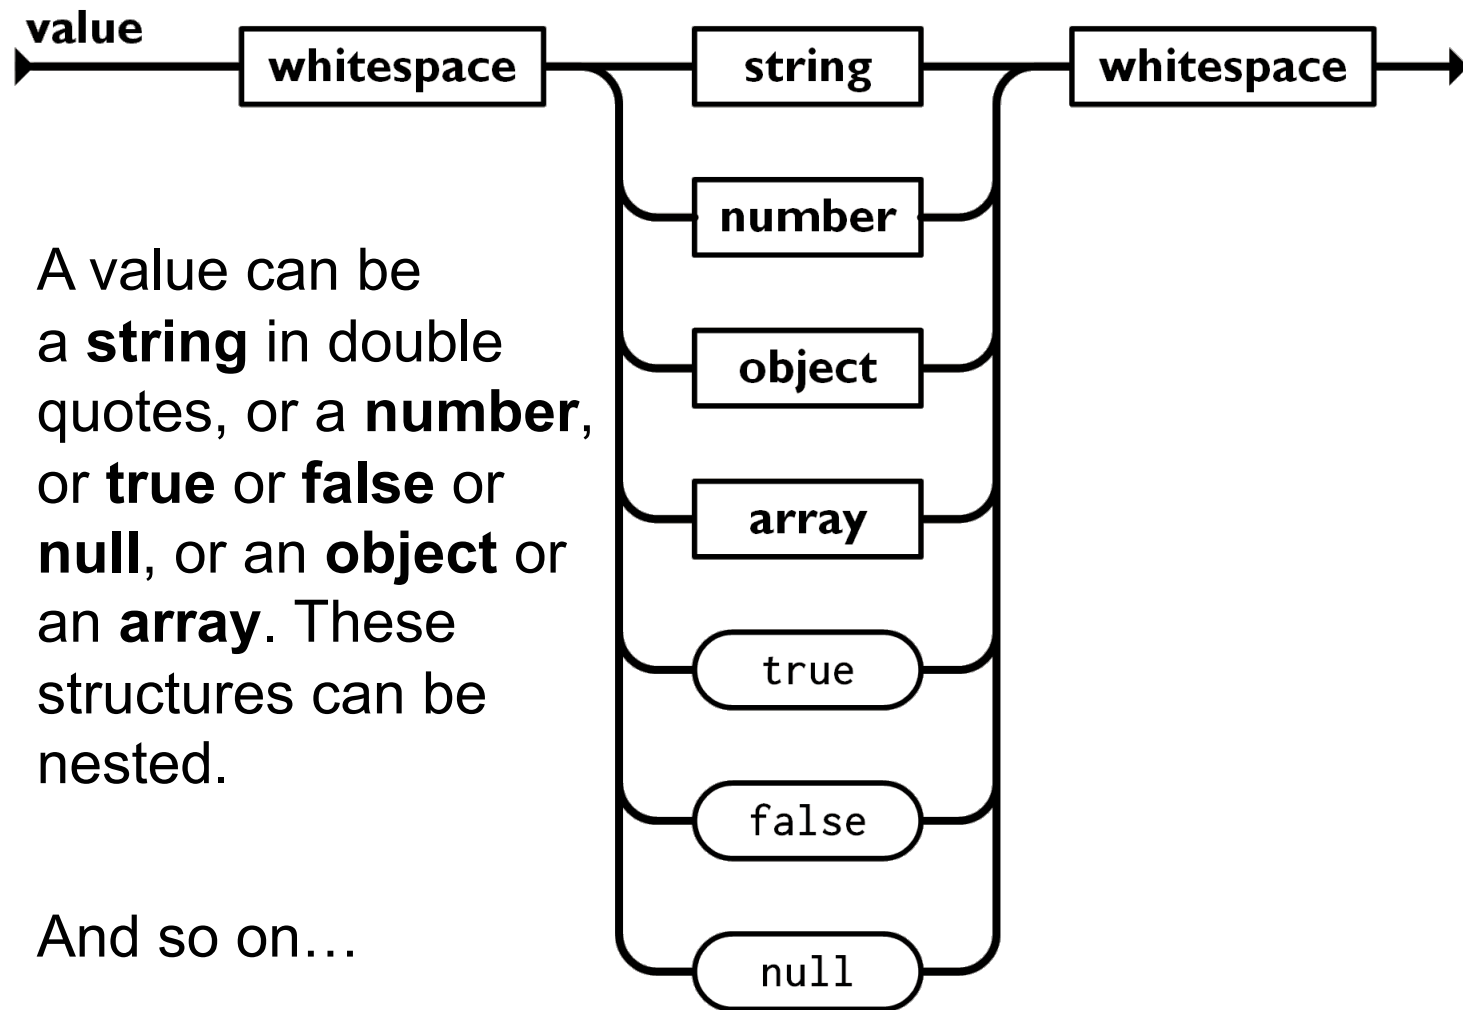 value
whitespace
string
whitespace
number
object
array
true
false
null
A value can be
a string in double
quotes, or a number,
or true or false or
null, or an object or
an array. These
structures can be
nested.
And so on…